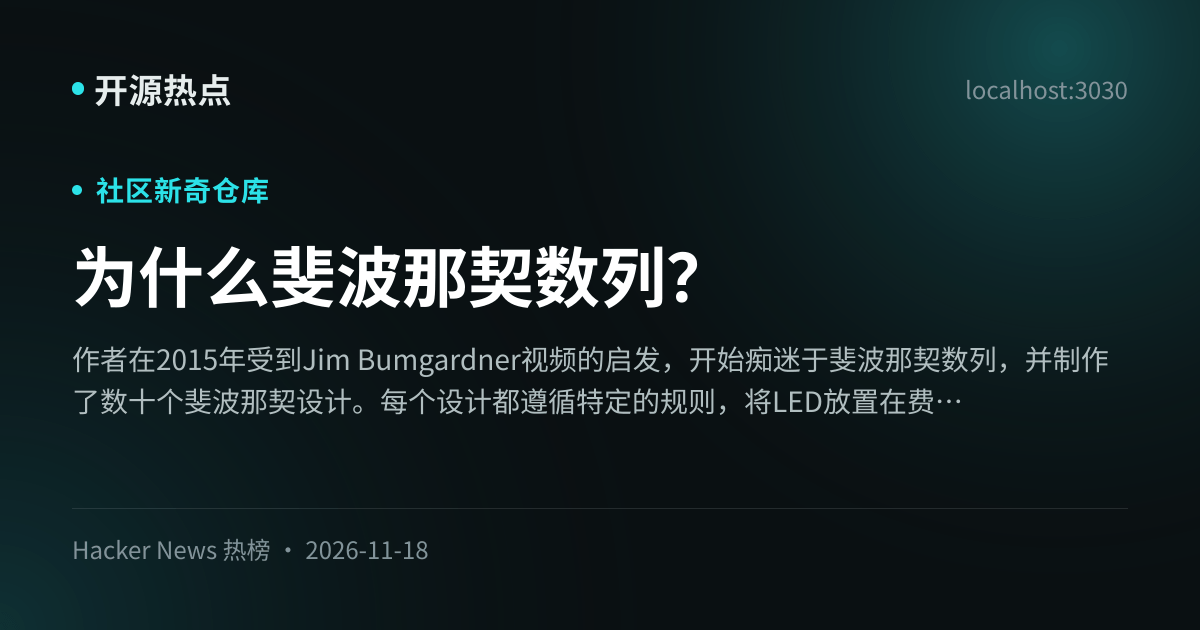 开源热点
localhost:3030
社区新奇仓库
为什么斐波那契数列？
作者在2015年受到Jim Bumgardner视频的启发，开始痴迷于斐波那契数列，并制作
了数十个斐波那契设计。每个设计都遵循特定的规则，将LED放置在费…
Hacker News 热榜 • 2026-11-18